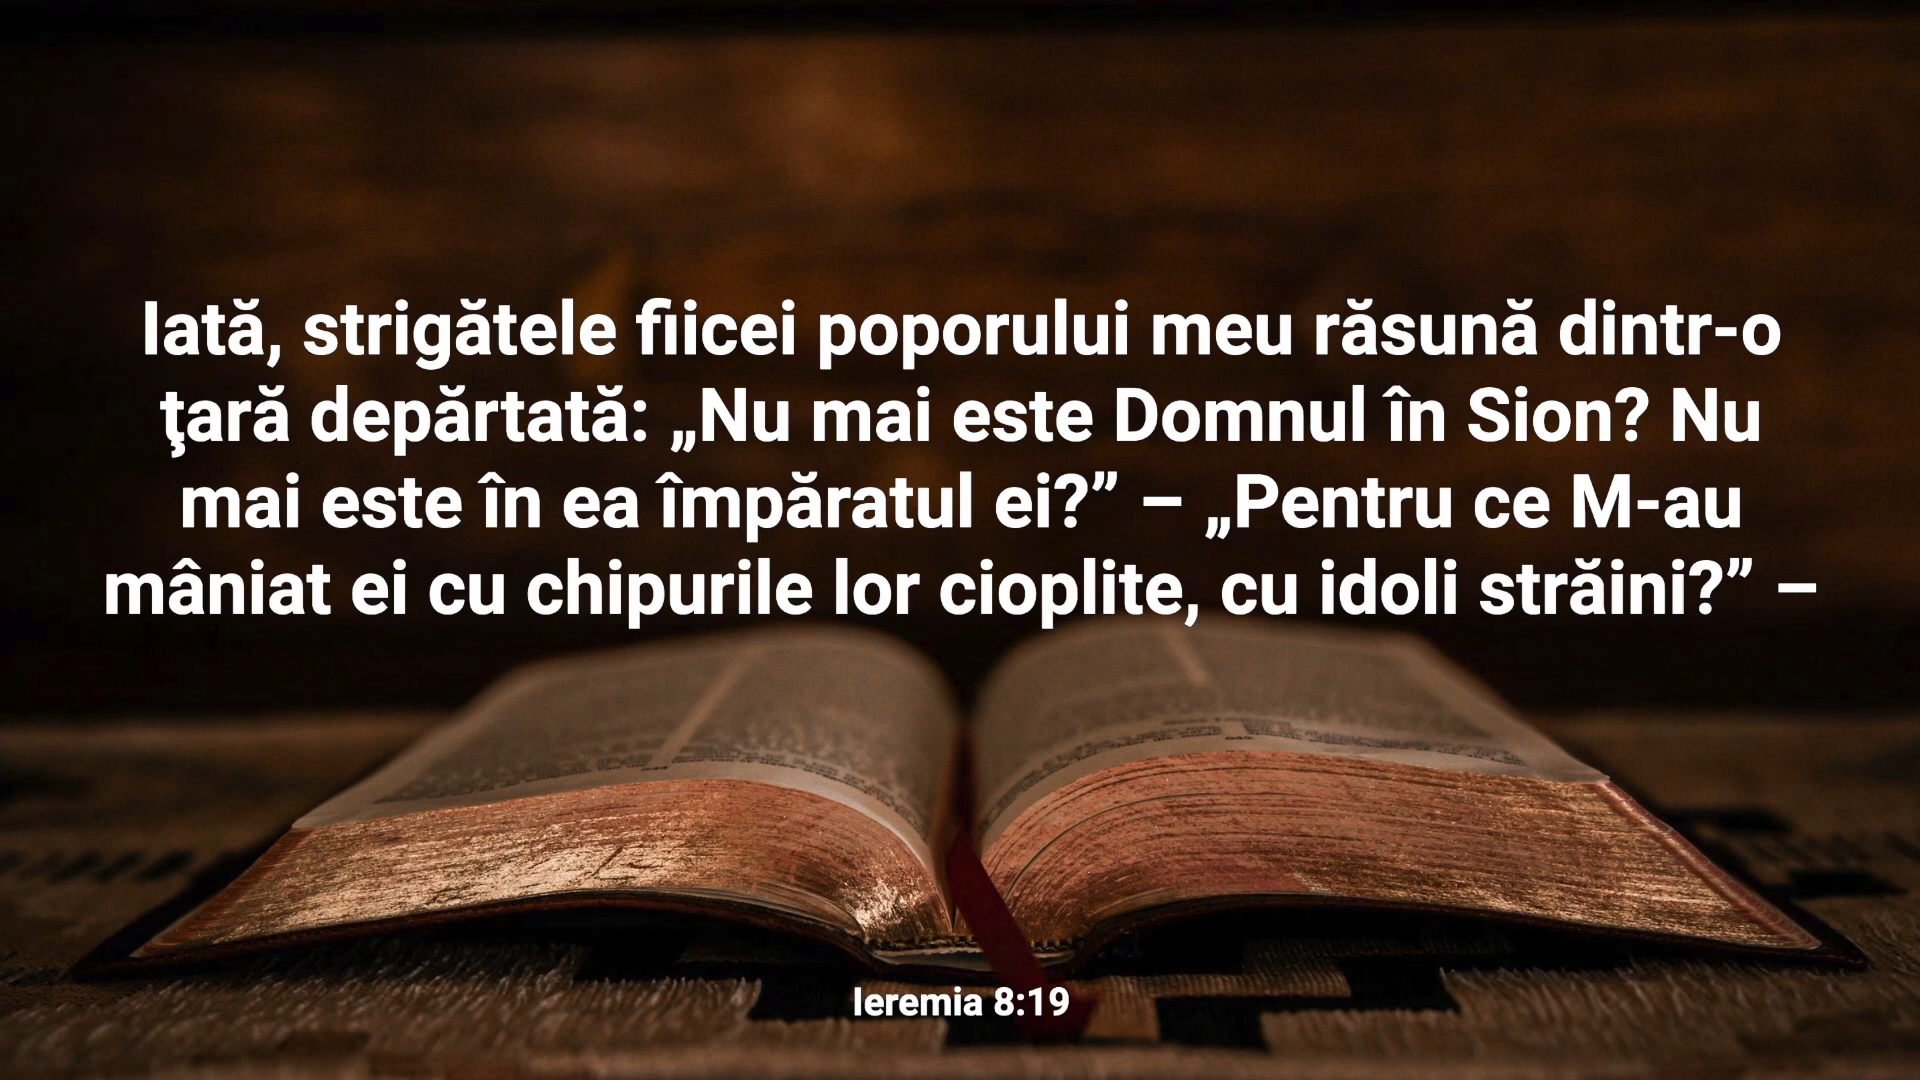 Iată, strigătele fiicei poporului meu răsună dintr-o
ţară depărtată: „Nu mai este Domnul în Sion? Nu
mai este în ea împăratul ei?” – „Pentru ce M-au
mâniat ei cu chipurile lor cioplite, cu idoli străini?” –
Ieremia 8:19